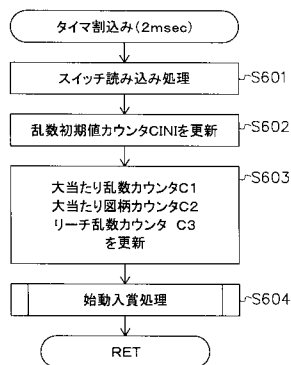 タイマ割込み(2msec)
スイッチ読み込み処理
S601
乱数初期値カウンタCINIを更新
S602
大当たり乱数カウンタC1
大当たり図柄カウンタC2
リーチ乱数カウンタ C3
を更新
S603
始動入賞処理
S604
RET